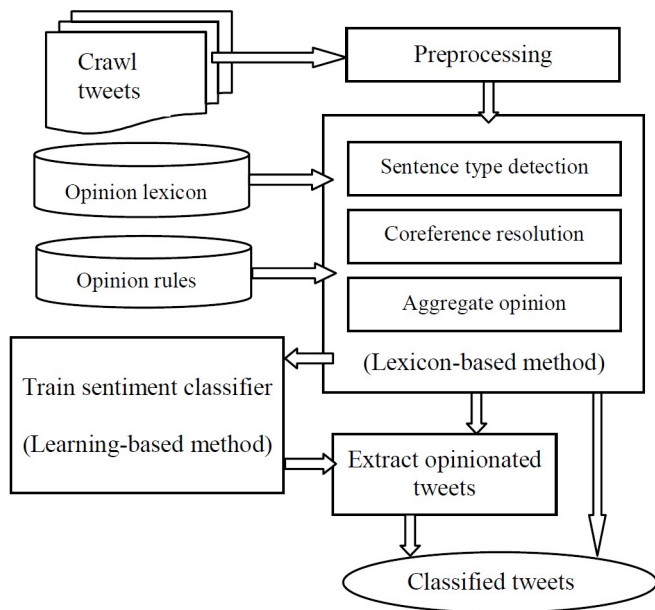 Crawl
tweets
Preprocessing
Opinion lexicon
Sentence type detection
Coreference resolution
Opinion rules
Aggregate opinion
(Lexicon-based method)
Train sentiment classifier
(Learning-based method)
Extract opinionated
tweets
Classified tweets